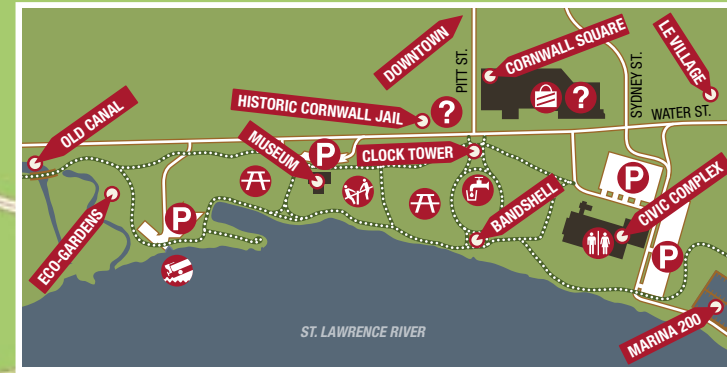 DOWNTOWN
PITT ST.
CORNWALL SQUARE
SYDNEY ST.
LE VILLAGE
HISTORIC CORNWALL JAIL
?
?
WATER ST.
OLD CANAL
MUSEUM
P
CLOCK TOWER
P
ECO-GARDENS
P
BANDSHELL
CIVIC COMPLEX
P
MARINA 200
ST. LAWRENCE RIVER